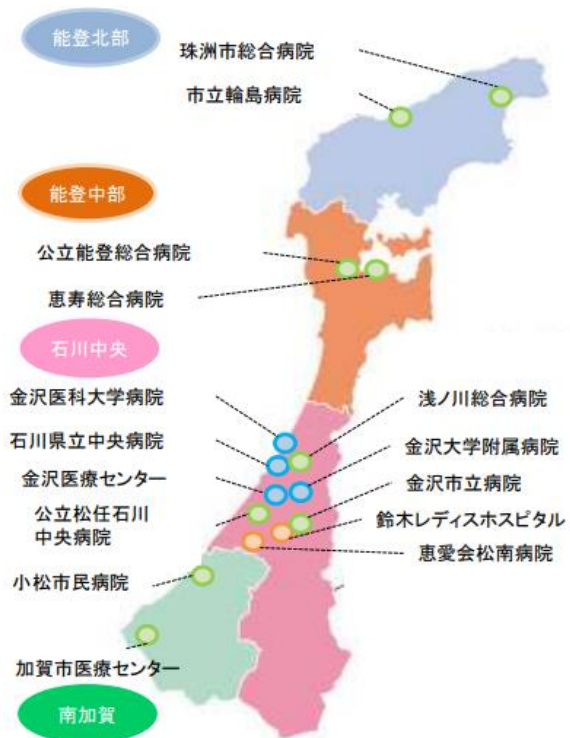 能登北部
珠洲市総合病院
市立輪島病院
能登中部
公立能登総合病院
恵寿総合病院
石川中央
金沢医科大学病院
石川県立中央病院
金沢医療センター
公立松任石川
中央病院
浅ノ川総合病院
金沢大学附属病院
金沢市立病院
鈴木レディスホスピタル
恵愛会松南病院
小松市民病院
加賀市医療センター
南加賀